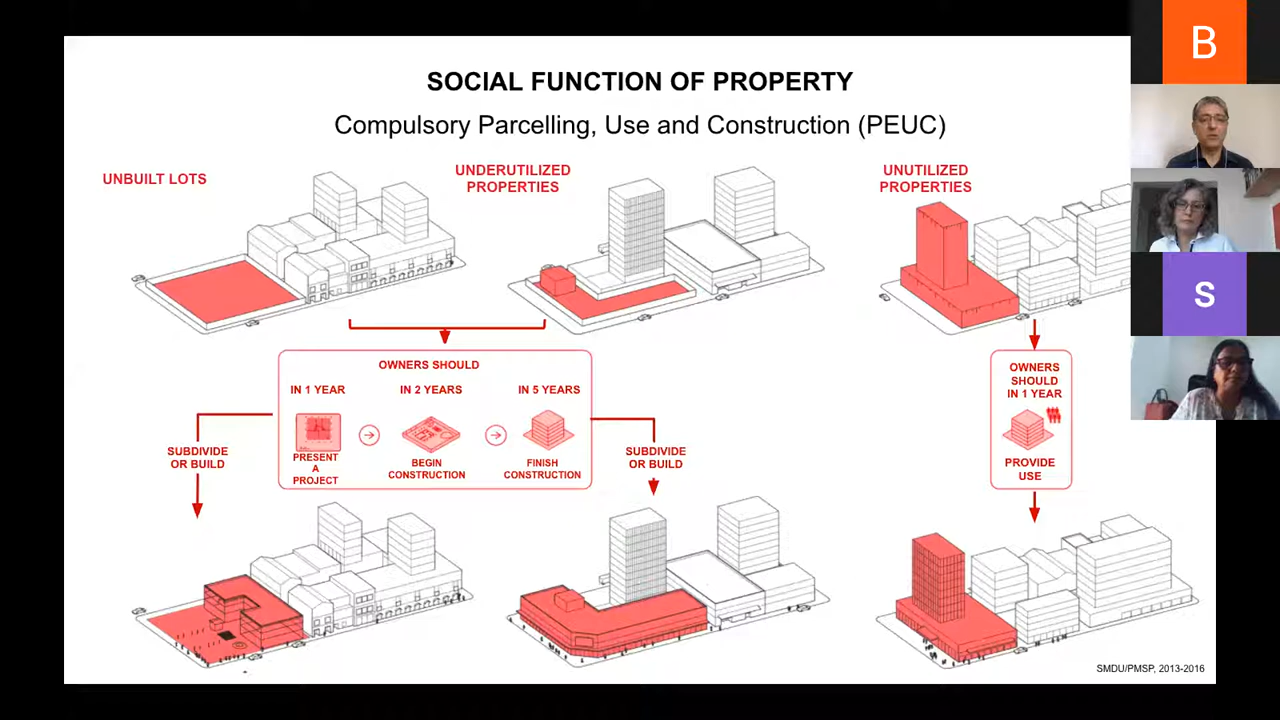 SOCIAL FUNCTION OF PROPERTY
Compulsory Parcelling, Use and Construction (PEUC)
UNBUILT LOTS
UNDERUTILIZED
PROPERTIES
UNUTILIZED
PROPERTIES
OWNERS SHOULD
IN 1 YEAR
IN 2 YEARS
IN 5 YEARS
PRESENT
A
PROJECT
BEGIN
CONSTRUCTION
FINISH
CONSTRUCTION
SUBDIVIDE
OR BUILD
SUBDIVIDE
OR BUILD
OWNERS
SHOULD
IN 1 YEAR
PROVIDE
USE
SMDU/PMSP, 2013-2016
B
S